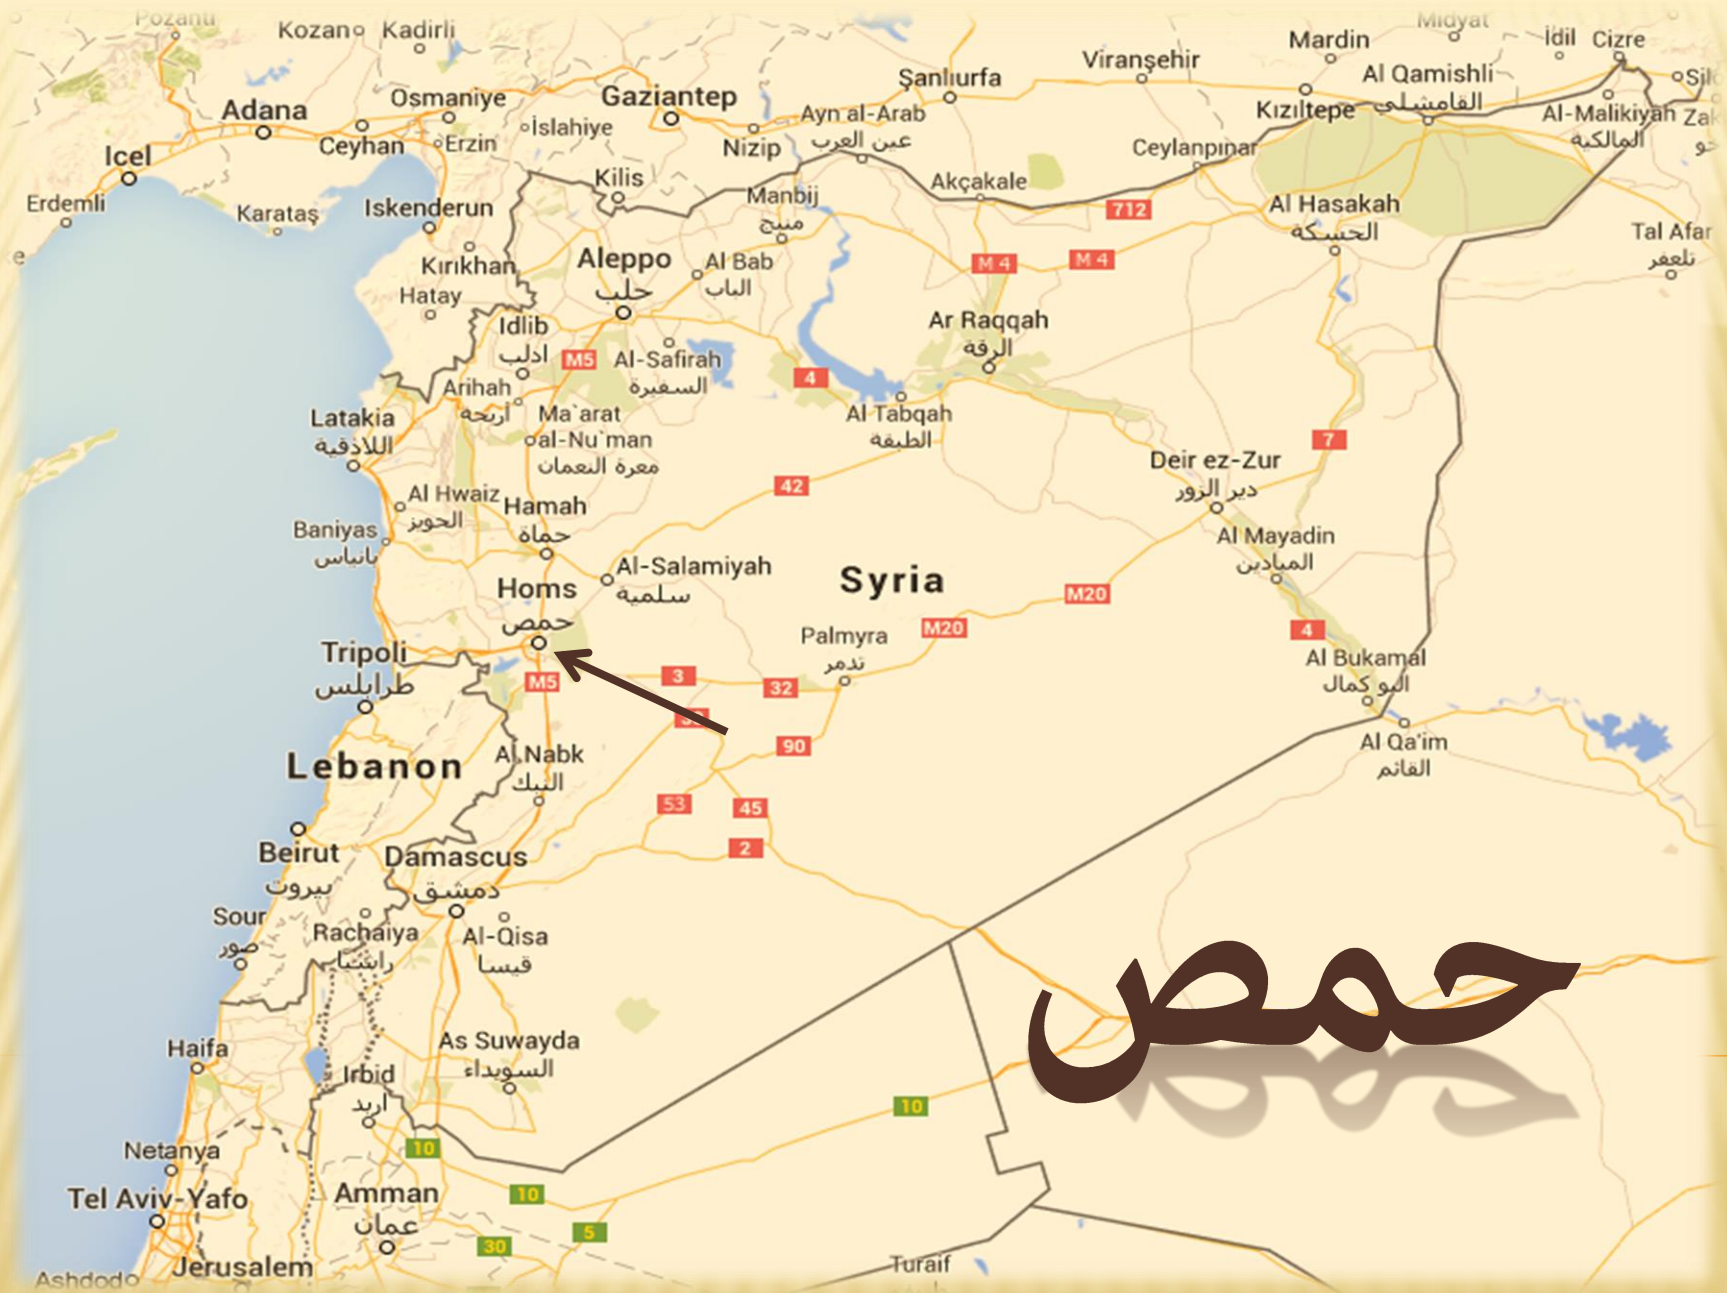 Pozantı
Kozan
Kadirli
Midyat
Mardin
İdil
Cizre
Viranşehir
Şanlıurfa
Al Qamishli
القامشلي
Adana
Osmaniye
Gaziantep
Ayn al-Arab
عين العرب
Kızıltepe
Al-Malikiyah
المالكية
Ceyhan
Erzin
İslahiye
Nizip
Ceylanpınar
Icel
Kilis
Akçakale
Erdemli
Karataş
Iskenderun
Manbij
منبج
712
Al Hasakah
الحسكة
Tal Afar
تلعفر
Kırıkhan
Aleppo
حلب
Al Bab
الباب
M 4
M 4
Hatay
Idlib
ادلب
M5
Al-Safirah
السفيرة
Ar Raqqah
الرقة
4
Arihah
أريحه
Latakia
اللاذقية
Ma`arat
al-Nu`man
معرة النعمان
Al Tabqah
الطبقة
7
Deir ez-Zur
دير الزور
42
Al Hwaiz
الحويز
Hamah
حماة
Baniyas
بانياس
Al Mayadin
الميادين
Al-Salamiyah
سلمية
Syria
Homs
حمص
M20
M20
4
Palmyra
تدمر
Tripoli
طرابلس
Al Bukamal
البو كمال
M5
3
32
90
Al Qa'im
القائم
Lebanon
Al Nabk
النبك
53
45
2
Beirut
بيروت
Damascus
دمشق
Sour
صور
Rachaiya
راشيا
Al-Qisa
قيسا
حمص
Haifa
As Suwayda
السويداء
Irbid
اربد
10
10
Netanya
10
Tel Aviv-Yafo
Amman
عمان
5
30
Jerusalem
Ashdod
Turaif